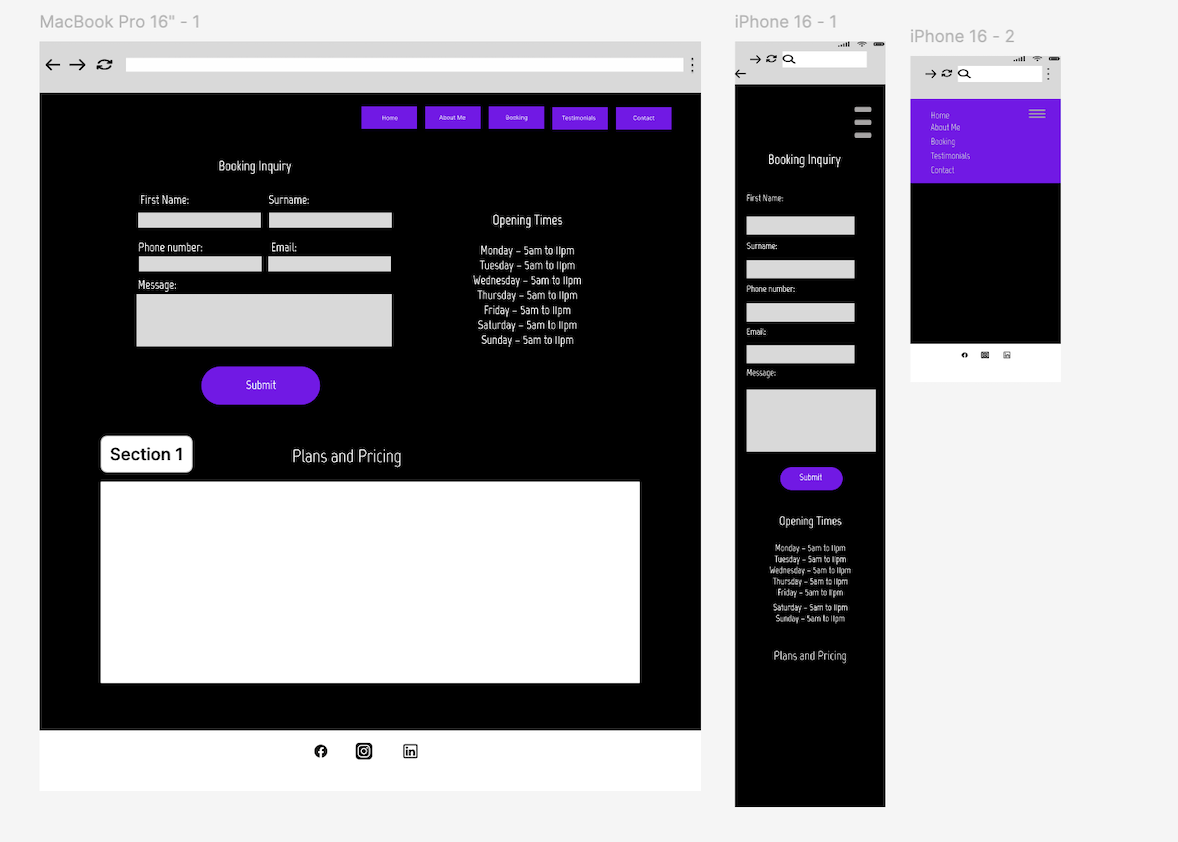 MacBook Pro 16" - 1
Home
About Me
Booking
Testimonials
Contact
Booking Inquiry
First Name:
Surname:
Phone number:
Email:
Message:
Submit
Opening Times
Monday – 5am to 11pm
Tuesday – 5am to 11pm
Wednesday – 5am to 11pm
Thursday – 5am to 11pm
Friday – 5am to 11pm
Saturday – 5am to 11pm
Sunday – 5am to 11pm
Section 1
Plans and Pricing
iPhone 16 - 1
Booking Inquiry
First Name:
Surname:
Phone number:
Email:
Message:
Submit
Opening Times
Monday – 5am to 11pm
Tuesday – 5am to 11pm
Wednesday – 5am to 11pm
Thursday – 5am to 11pm
Friday – 5am to 11pm
Saturday – 5am to 11pm
Sunday – 5am to 11pm
Plans and Pricing
iPhone 16 - 2
Home
About Me
Booking
Testimonials
Contact